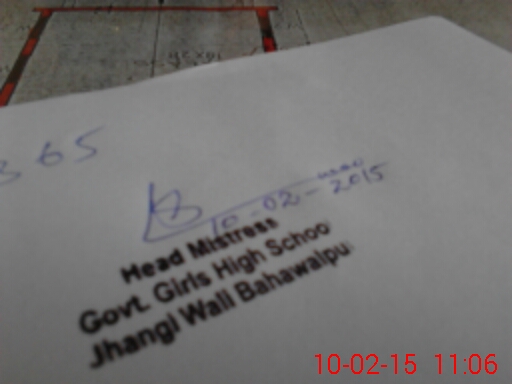 365
10-02-2015
Head Mistress
Govt. Girls High Schoo
Jhangi Wali Bahawalpu
10-02-15 11:06